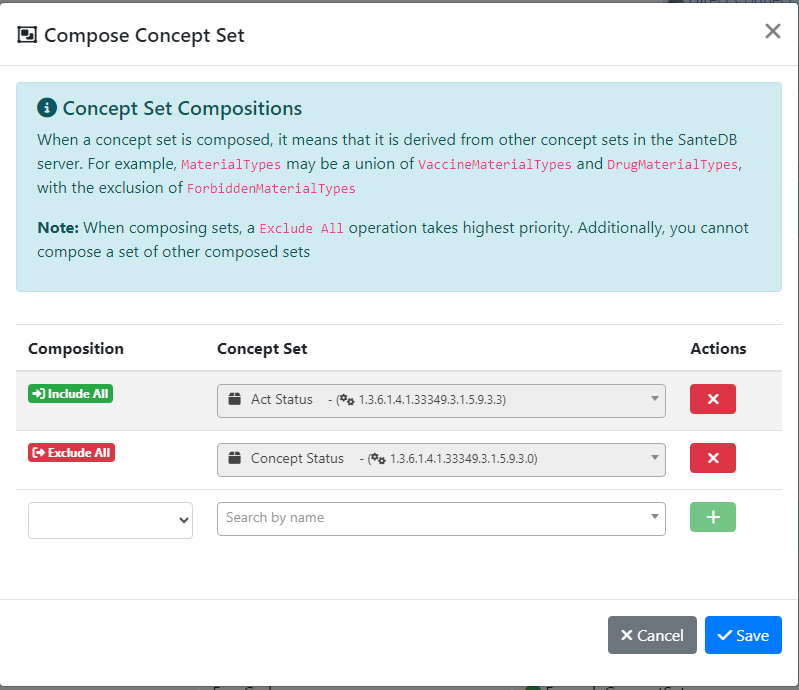 Compose Concept Set
Concept Set Compositions
When a concept set is composed, it means that it is derived from other concept sets in the SanteDB
server. For example, MaterialTypes may be a union of VaccineMaterialTypes and DrugMaterialTypes,
with the exclusion of ForbiddenMaterialTypes
Note: When composing sets, a Exclude All operation takes highest priority. Additionally, you cannot
compose a set of other composed sets
Composition Concept Set Actions
Include All Act Status - (1.3.6.1.4.1.33349.3.1.5.9.3.3)
Exclude All Concept Status - (1.3.6.1.4.1.33349.3.1.5.9.3.0)
Search by name
Cancel Save